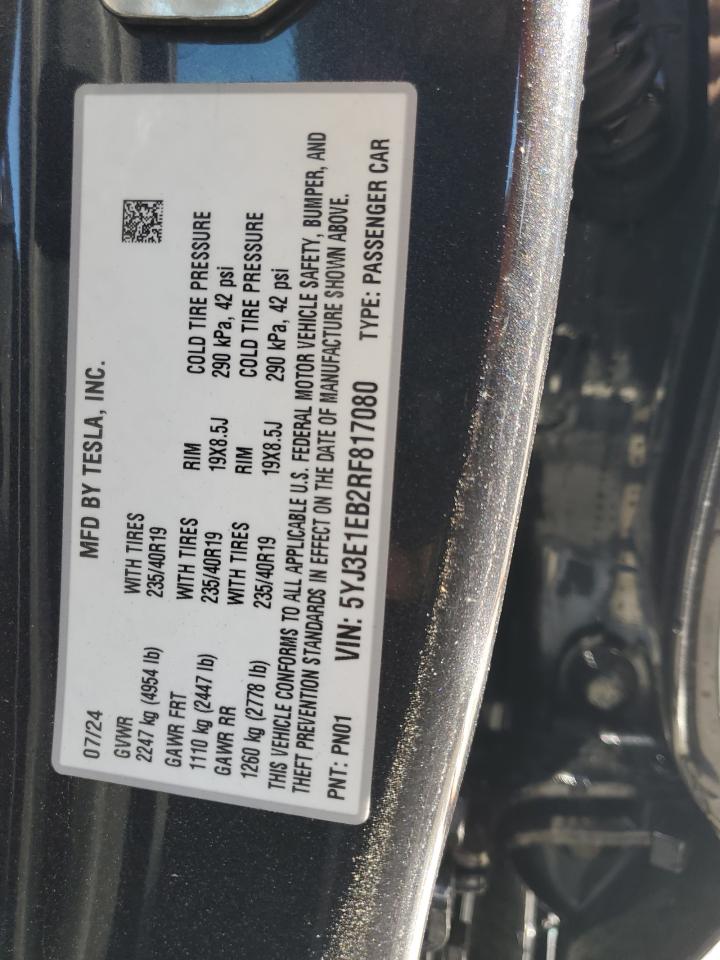 07/24 MFD BY TESLA, INC.
GVWR WITH TIRES
2247 kg (4954 lb) 235/40R19
GAWR FRT WITH TIRES RIM COLD TIRE PRESSURE
1110 kg (2447 lb) 235/40R19 19X8.5J 290 kPa, 42 psi
GAWR RR WITH TIRES RIM COLD TIRE PRESSURE
1260 kg (2778 lb) 235/40R19 19X8.5J 290 kPa, 42 psi
THIS VEHICLE CONFORMS TO ALL APPLICABLE U.S. FEDERAL MOTOR VEHICLE SAFETY, BUMPER, AND
THEFT PREVENTION STANDARDS IN EFFECT ON THE DATE OF MANUFACTURE SHOWN ABOVE.
PNT: PN01 VIN: 5YJ3E1EB2RF817080 TYPE: PASSENGER CAR